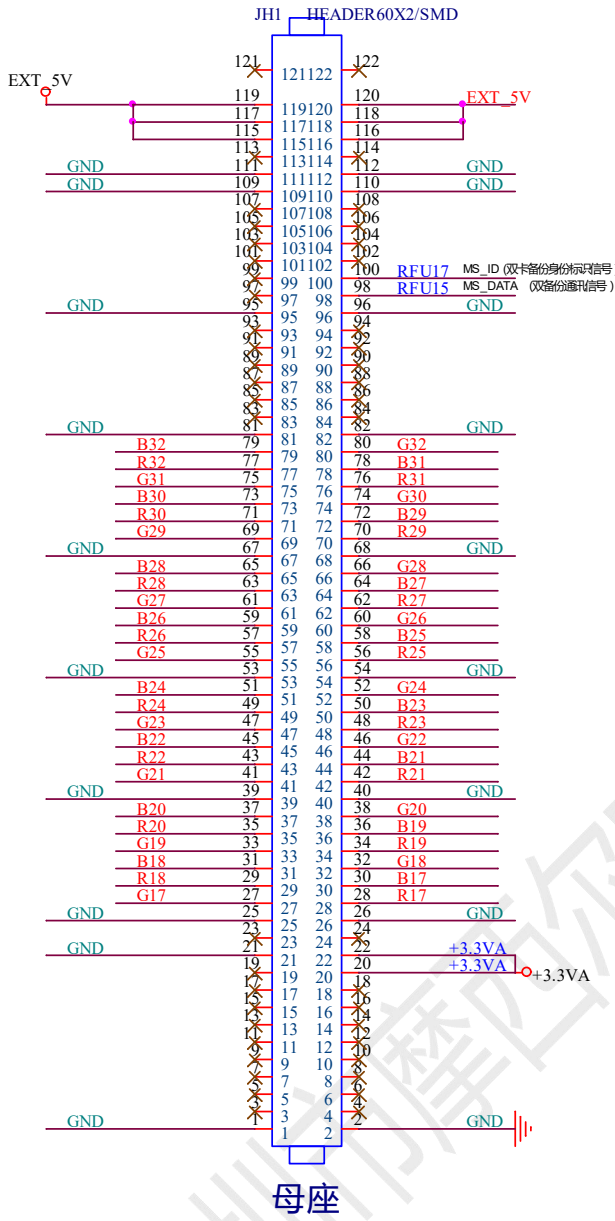 JH1 HEADER60X2/SMD
121 121122 122
EXT_5V 119 119120 120 EXT_5V
117 117118 118
115 115116 116
113 113114 114
GND 111 111112 112 GND
GND 109 109110 110 GND
107 107108 108
105 105106 106
103 103104 104
101 101102 102
99 99 100 100 RFU17 MS_ID (双卡备份身份标识信号
97 97 98 98 RFU15 MS_DATA (双备份通讯信号)
GND 95 95 96 96 GND
93 93 94 94
91 91 92 92
89 89 90 90
87 87 88 88
85 85 86 86
83 83 84 84
GND 81 81 82 82 GND
B32 79 79 80 80 G32
R32 77 77 78 78 B31
G31 75 75 76 76 R31
B30 73 73 74 74 G30
R30 71 71 72 72 B29
G29 69 69 70 70 R29
GND 67 67 68 68 GND
B28 65 65 66 66 G28
R28 63 63 64 64 B27
G27 61 61 62 62 R27
B26 59 59 60 60 G26
R26 57 57 58 58 B25
G25 55 55 56 56 R25
GND 53 53 54 54 GND
B24 51 51 52 52 G24
R24 49 49 50 50 B23
G23 47 47 48 48 R23
B22 45 45 46 46 G22
R22 43 43 44 44 B21
G21 41 41 42 42 R21
GND 39 39 40 40 GND
B20 37 37 38 38 G20
R20 35 35 36 36 B19
G19 33 33 34 34 R19
B18 31 31 32 32 G18
R18 29 29 30 30 B17
G17 27 27 28 28 R17
GND 25 25 26 26 GND
23 23 24 24
GND 21 21 22 22 +3.3VA
19 19 20 20 +3.3VA +3.3VA
17 17 18 18
15 15 16 16
13 13 14 14
11 11 12 12
9 9 10 10
7 7 8 8
5 5 6 6
3 3 4 4
GND 1 1 2 2 GND
母座
圳市摩西尔